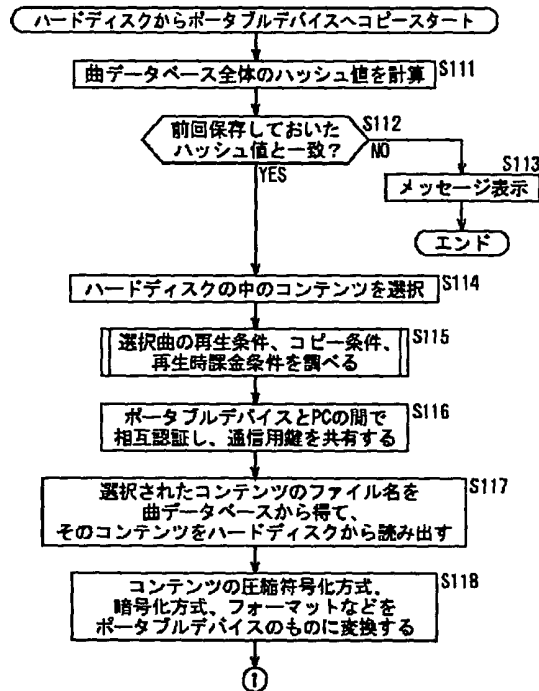 ハードディスクからポータブルデバイスへコピースタート
曲データベース全体のハッシュ値を計算
S111
前回保存しておいた
ハッシュ値と一致?
S112
NO
YES
S113
メッセージ表示
エンド
ハードディスクの中のコンテンツを選択
S114
選択曲の再生条件、コピー条件、
再生時課金条件を調べる
S115
ポータブルデバイスとPCの間で
相互認証し、通信用鍵を共有する
S116
選択されたコンテンツのファイル名を
曲データベースから得て、
そのコンテンツをハードディスクから読み出す
S117
コンテンツの圧縮符号化方式、
暗号化方式、フォーマットなどを
ポータブルデバイスのものに変換する
S118
1